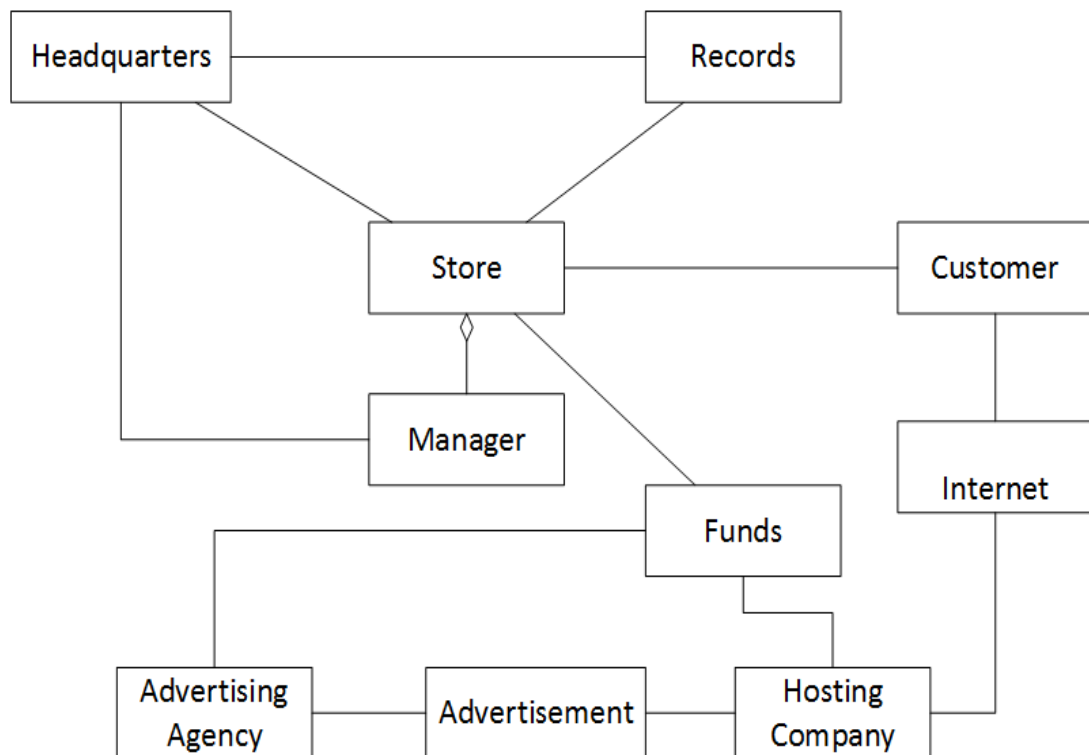 Headquarters
Records
Store
Customer
Manager
Internet
Funds
Advertising
Agency
Advertisement
Hosting
Company